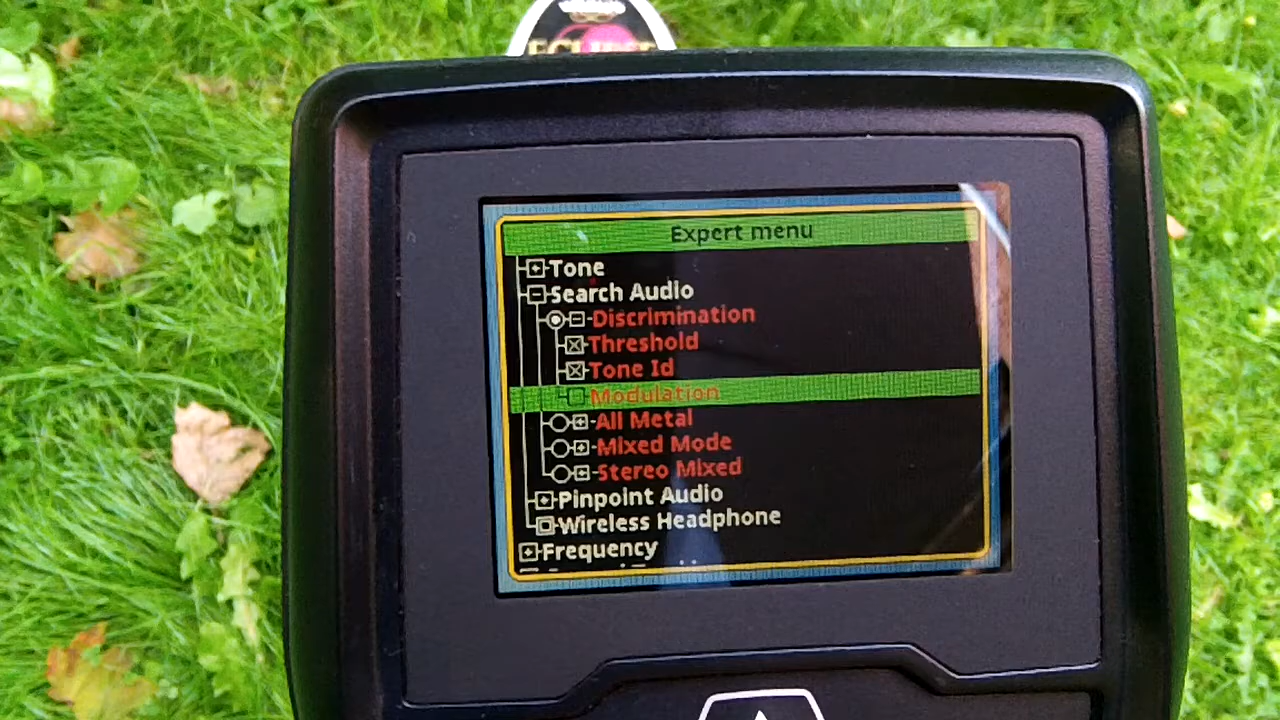 ECLIPSE
Expert menu
Tone
Search Audio
Discrimination
Threshold
Tone Id
Modulation
All Metal
Mixed Mode
Stereo Mixed
Pinpoint Audio
Wireless Headphone
Frequency